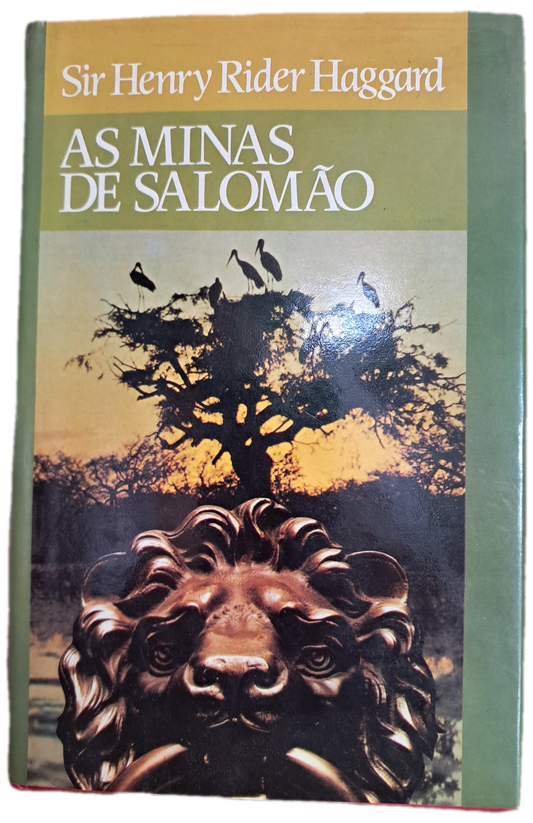 Sir Henry Rider Haggard
AS MINAS
DE SALOMÃO